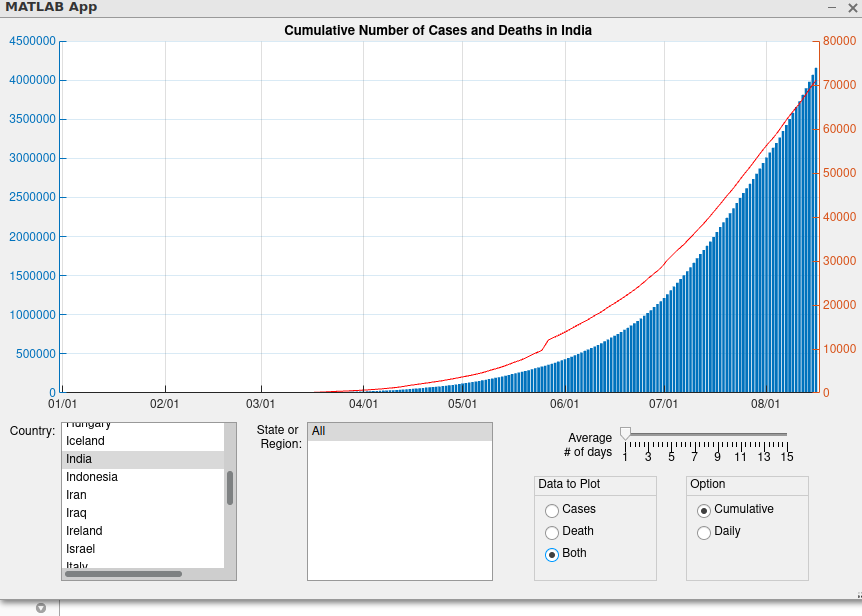 MATLAB App
Cumulative Number of Cases and Deaths in India
4500000
4000000
3500000
3000000
2500000
2000000
1500000
1000000
500000
0
80000
70000
60000
50000
40000
30000
20000
10000
0
01/01 02/01 03/01 04/01 05/01 06/01 07/01 08/01
Country:
Hungary
Iceland
India
Indonesia
Iran
Iraq
Ireland
Israel
Italy
State or
Region:
All
Average
# of days
1 3 5 7 9 11 13 15
Data to Plot
Cases
Death
Both
Option
Cumulative
Daily